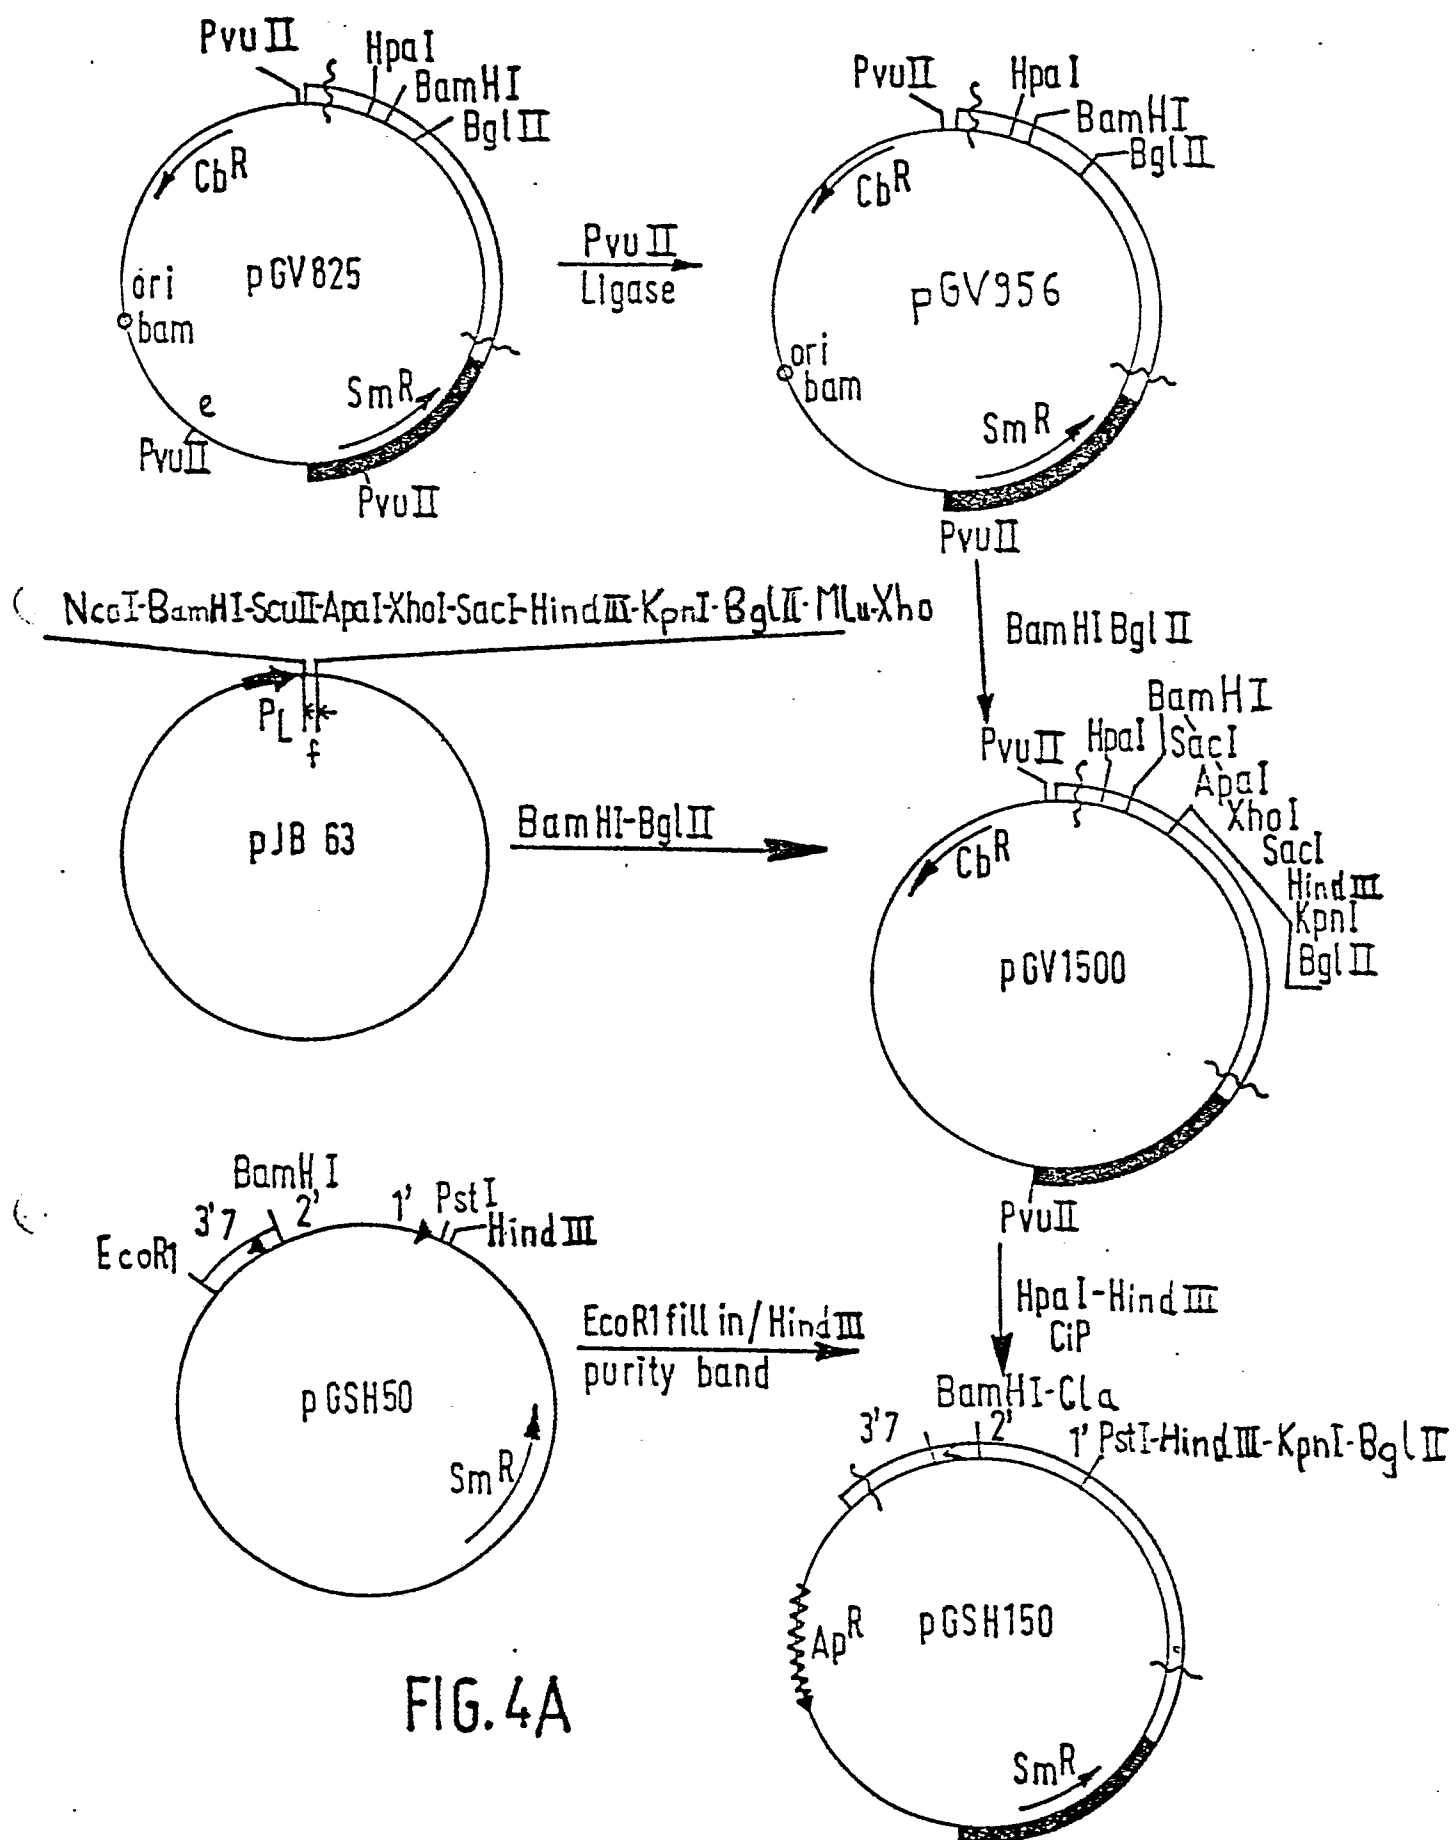 PvuII
HpaI
BamHI
BglII
CbR
pGV825
ori
bam
SmR
e
PvuII
PvuII
PvuII
Ligase
PvuII
HpaI
BamHI
BglII
CbR
pGV956
ori
bam
SmR
PvuII
NcoI-BamHI-ScuII-ApaI-XhoI-SacI-HindIII-KpnI-BglII-MLu-Xho
PL
f
pJB 63
BamHI-BglII
BamHI BglII
PvuII
HpaI
BamHI
SacI
ApaI
XhoI
SacI
HindIII
KpnI
BglII
CbR
pGV1500
PvuII
BamHI
3'7
2'
1'
PstI
HindIII
EcoR1
pGSH50
SmR
EcoR1 fill in/HindIII
purity band
HpaI-HindIII
CiP
BamHI-Cla
3'7
2'
1' PstI-HindIII-KpnI-BglII
ApR
pGSH150
SmR
FIG. 4A